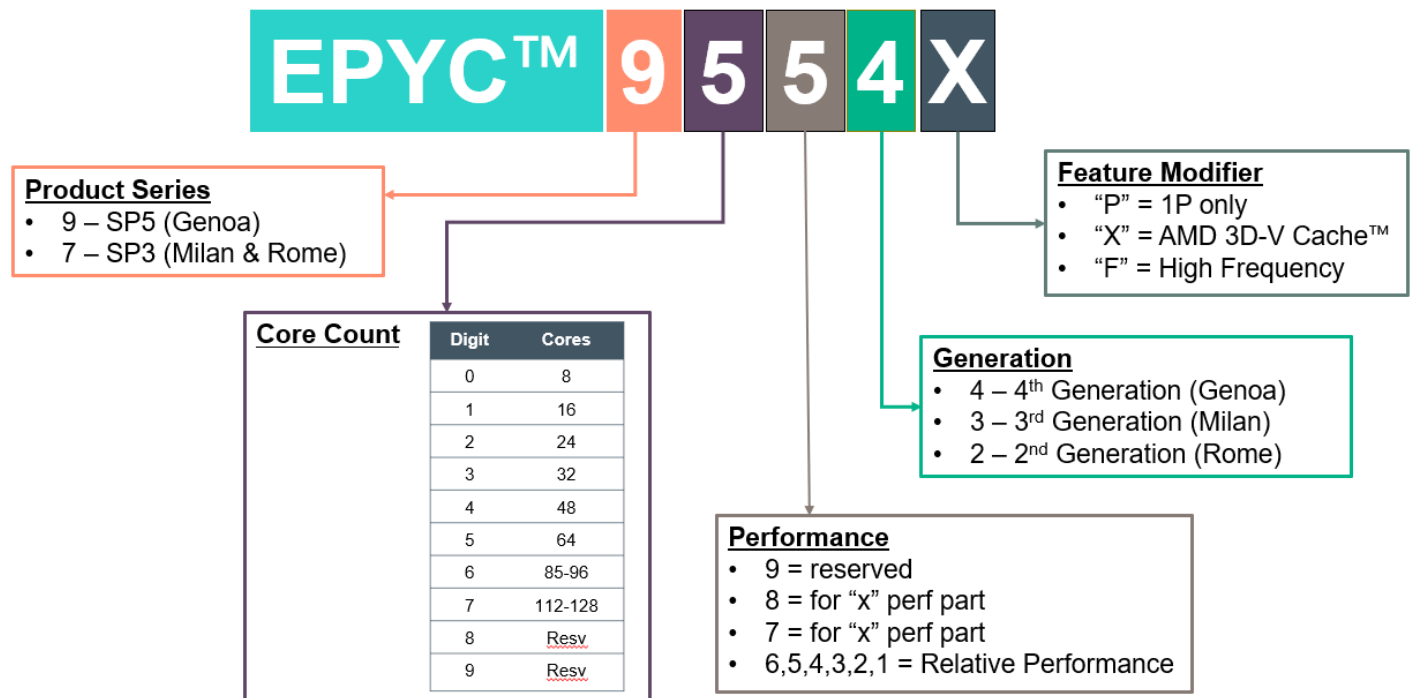 EPYC™ 9 5 5 4 X
Product Series
• 9 – SP5 (Genoa)
• 7 – SP3 (Milan & Rome)
Feature Modifier
• “P” = 1P only
• “X” = AMD 3D-V Cache™
• “F” = High Frequency
Core Count
Digit Cores
0 8
1 16
2 24
3 32
4 48
5 64
6 85-96
7 112-128
8 Resv
9 Resv
Generation
• 4 – 4th Generation (Genoa)
• 3 – 3rd Generation (Milan)
• 2 – 2nd Generation (Rome)
Performance
• 9 = reserved
• 8 = for “x” perf part
• 7 = for “x” perf part
• 6,5,4,3,2,1 = Relative Performance